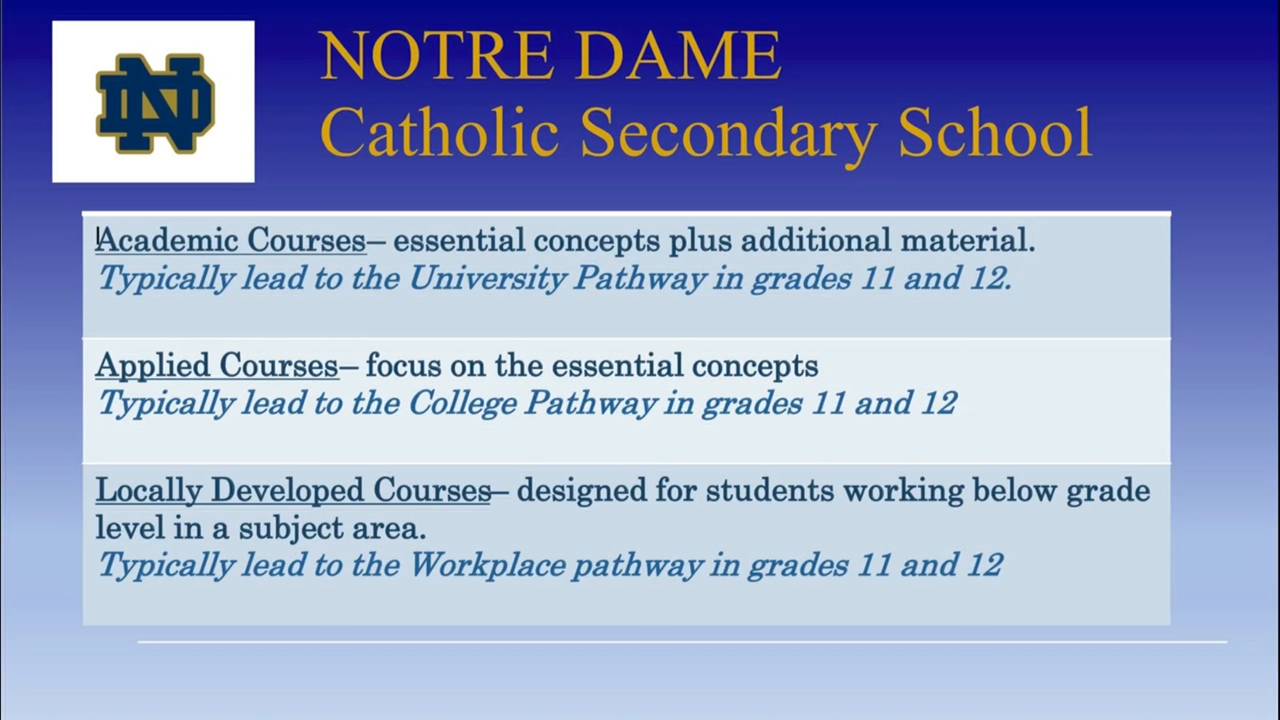 ND
NOTRE DAME
Catholic Secondary School
Academic Courses– essential concepts plus additional material.
Typically lead to the University Pathway in grades 11 and 12.
Applied Courses– focus on the essential concepts
Typically lead to the College Pathway in grades 11 and 12
Locally Developed Courses– designed for students working below grade
level in a subject area.
Typically lead to the Workplace pathway in grades 11 and 12